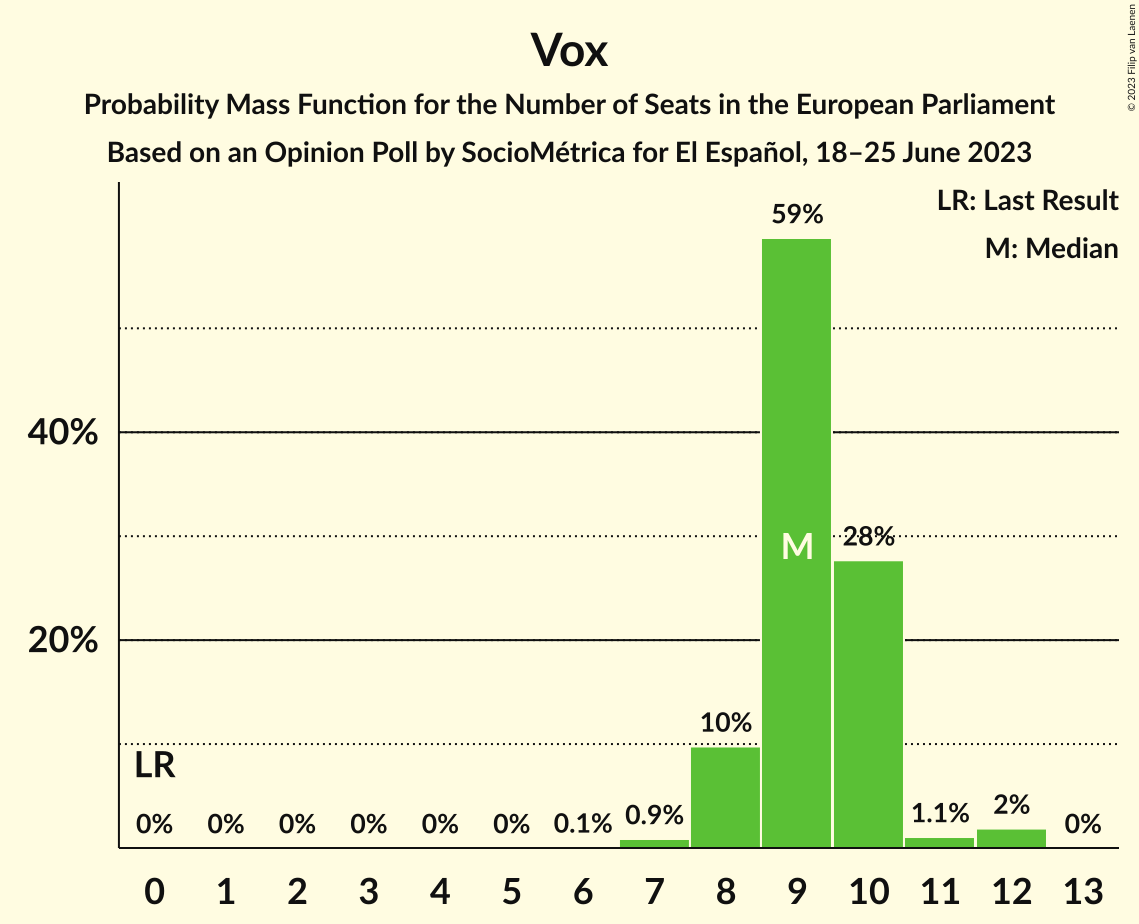 Vox
Probability Mass Function for the Number of Seats in the European Parliament
Based on an Opinion Poll by SocioMétrica for El Español, 18–25 June 2023
© 2023 Filip van Laenen
LR: Last Result
M: Median
59%
40%
M
28%
20%
10%
LR
0% 0% 0% 0% 0% 0% 0.1% 0.9% 1.1% 2% 0%
0 1 2 3 4 5 6 7 8 9 10 11 12 13